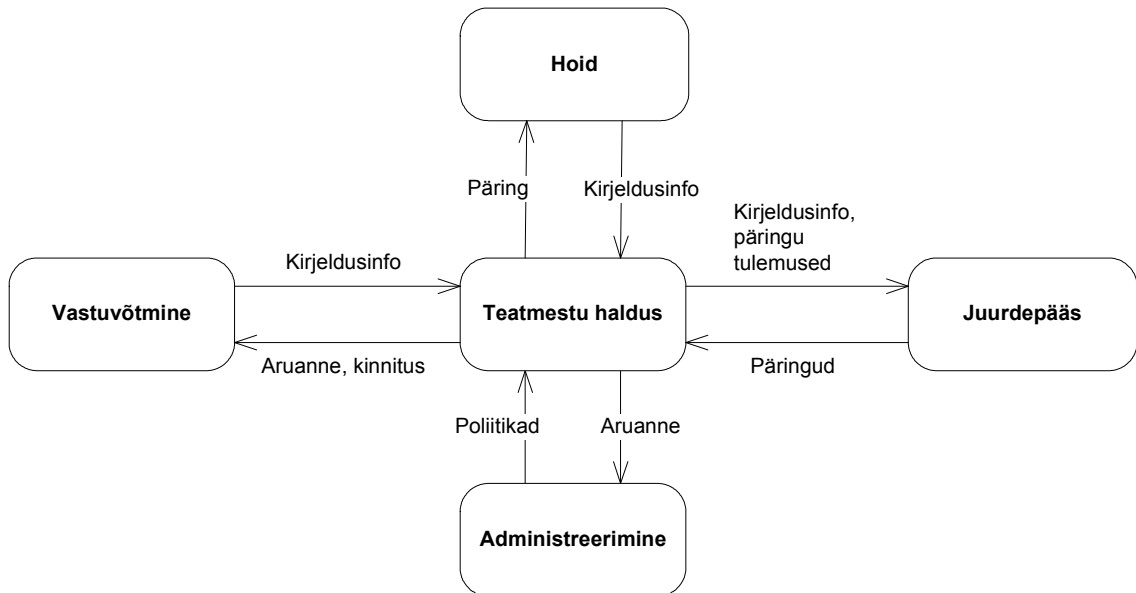 Hoid
Päring
Kirjeldusinfo
Kirjeldusinfo,
päringu
tulemused
Kirjeldusinfo
Vastuvõtmine
Teatmestu haldus
Juurdepääs
Aruanne, kinnitus
Päringud
Poliitikad
Aruanne
Administreerimine